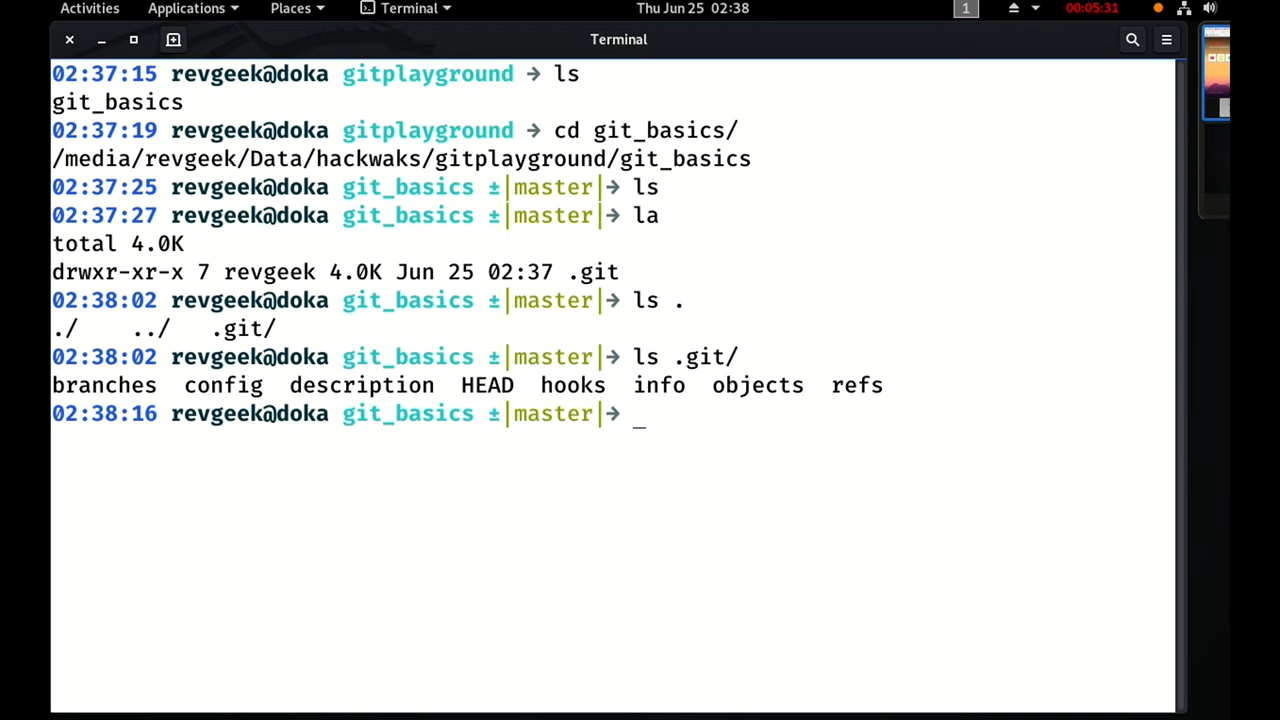 Activities Applications Places Terminal Thu Jun 25 02:38 1 00:05:31
Terminal
02:37:15 revgeek@doka gitplayground → ls
git_basics
02:37:19 revgeek@doka gitplayground → cd git_basics/
/media/revgeek/Data/hackwaks/gitplayground/git_basics
02:37:25 revgeek@doka git_basics ±|master|→ ls
02:37:27 revgeek@doka git_basics ±|master|→ la
total 4.0K
drwxr-xr-x 7 revgeek 4.0K Jun 25 02:37 .git
02:38:02 revgeek@doka git_basics ±|master|→ ls .
./ ../ .git/
02:38:02 revgeek@doka git_basics ±|master|→ ls .git/
branches config description HEAD hooks info objects refs
02:38:16 revgeek@doka git_basics ±|master|→ _